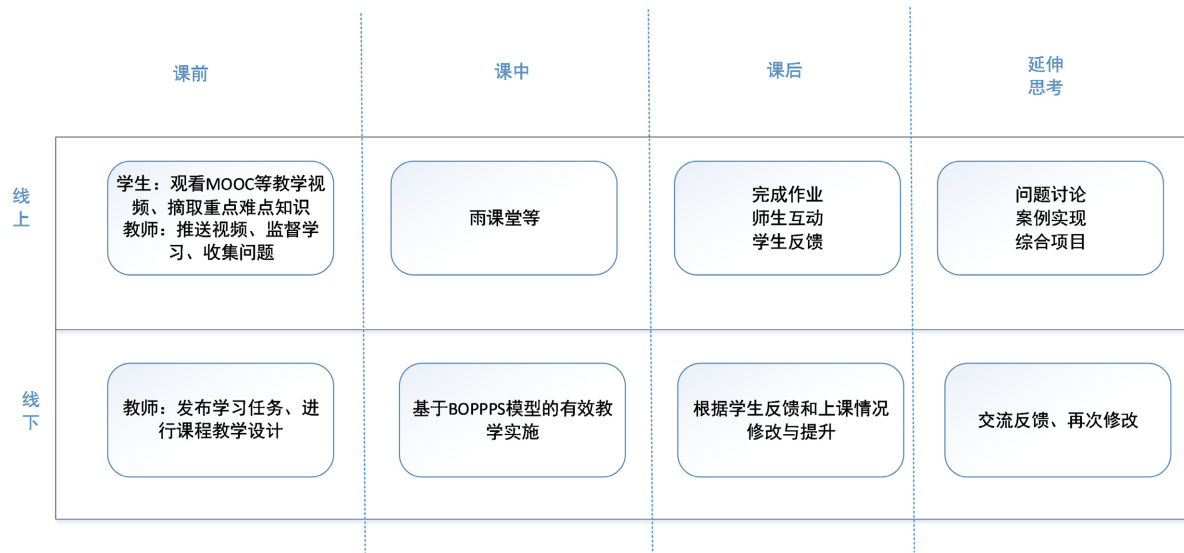 课前
课中
课后
延伸
思考
线
上
学生：观看MOOC等教学视
频、摘取重点难点知识
教师：推送视频、监督学
习、收集问题
雨课堂等
完成作业
师生互动
学生反馈
问题讨论
案例实现
综合项目
线
下
教师：发布学习任务、进
行课程教学设计
基于BOPPPS模型的有效教
学实施
根据学生反馈和上课情况
修改与提升
交流反馈、再次修改